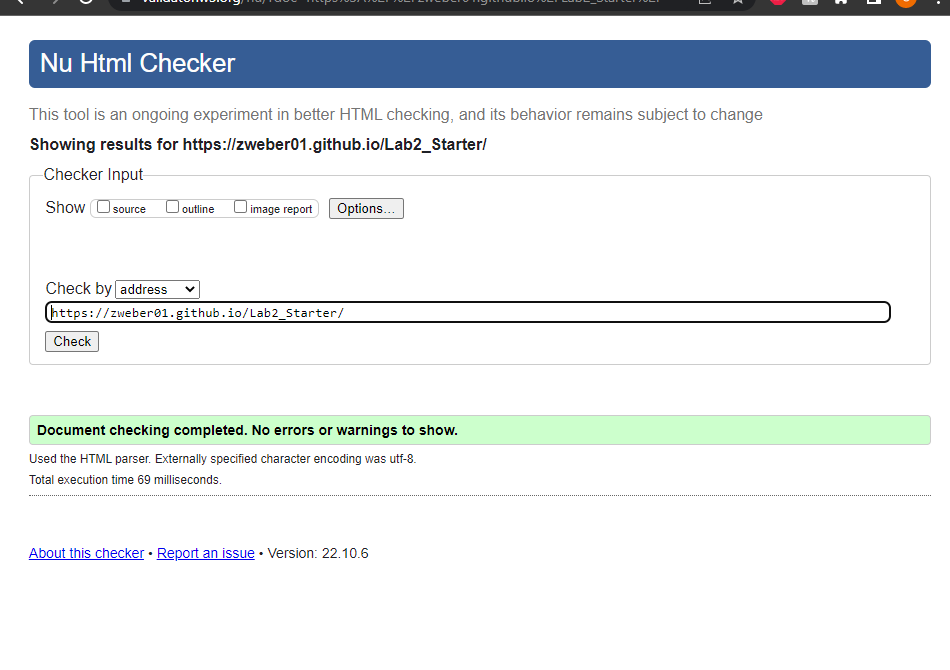 Nu Html Checker
This tool is an ongoing experiment in better HTML checking, and its behavior remains subject to change
Showing results for https://zweber01.github.io/Lab2_Starter/
Checker Input
Show source outline image report Options...
Check by address
https://zweber01.github.io/Lab2_Starter/
Check
Document checking completed. No errors or warnings to show.
Used the HTML parser. Externally specified character encoding was utf-8.
Total execution time 69 milliseconds.
About this checker • Report an issue • Version: 22.10.6